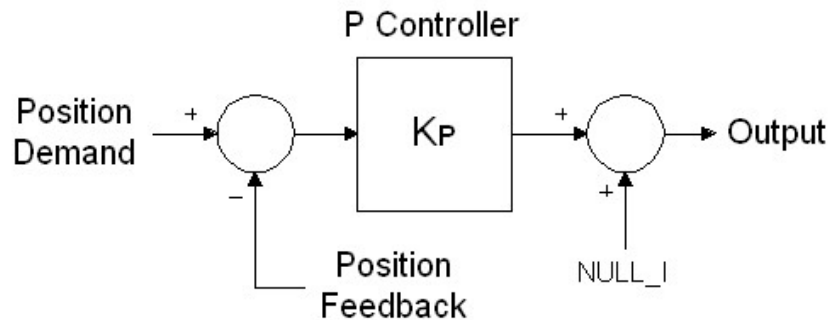 P Controller
Position
Demand
+
−
KP
+
+
Output
Position
Feedback
NULL_I